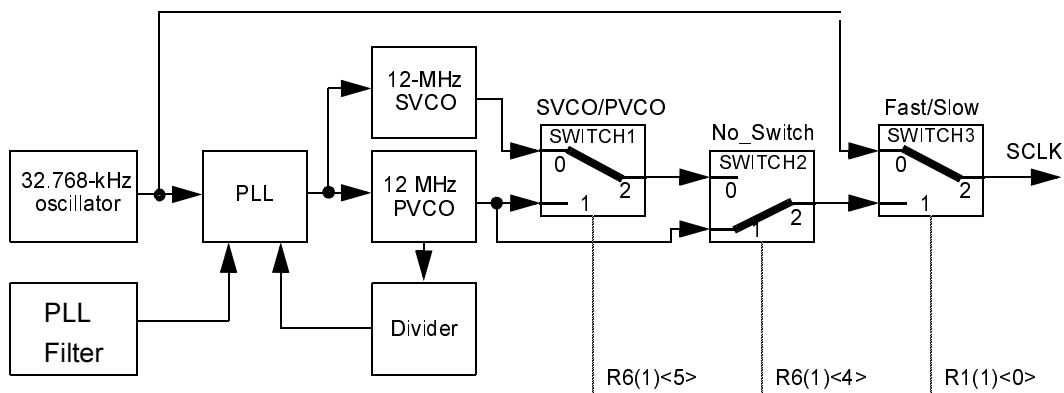 12-MHz
SVCO
SVCO/PVCO
SWITCH1
0
2
1
No_Switch
SWITCH2
0
2
1
Fast/Slow
SWITCH3
0
2
1
SCLK
32.768-kHz
oscillator
PLL
12 MHz
PVCO
PLL
Filter
Divider
R6(1)<5>
R6(1)<4>
R1(1)<0>